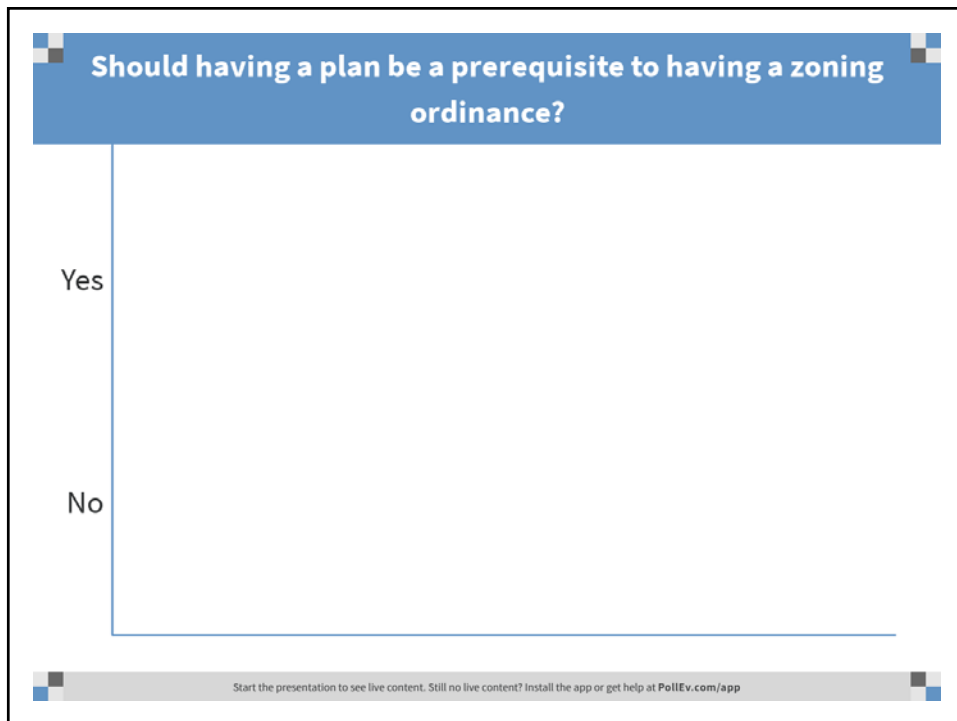 Should having a plan be a prerequisite to having a zoning
ordinance?
Yes
No
Start the presentation to see live content. Still no live content? Install the app or get help at PollEv.com/app